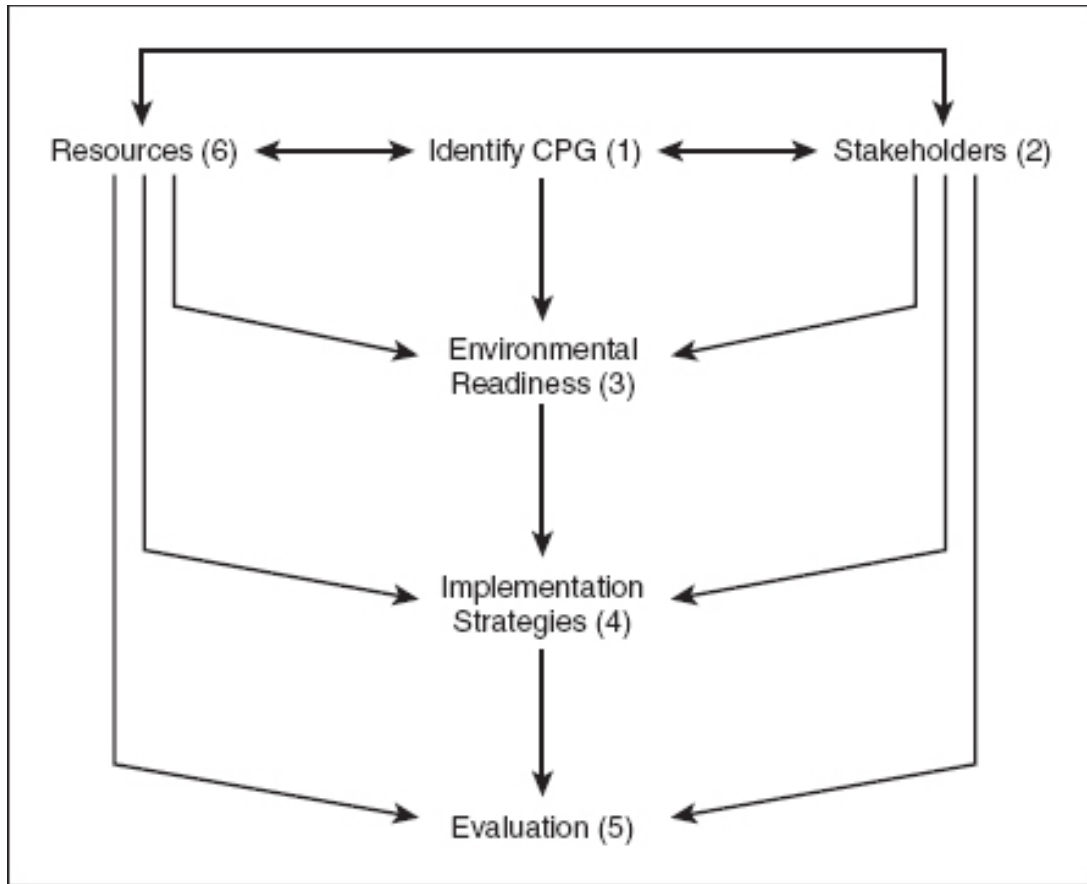 Resources (6)
Identify CPG (1)
Stakeholders (2)
Environmental
Readiness (3)
Implementation
Strategies (4)
Evaluation (5)